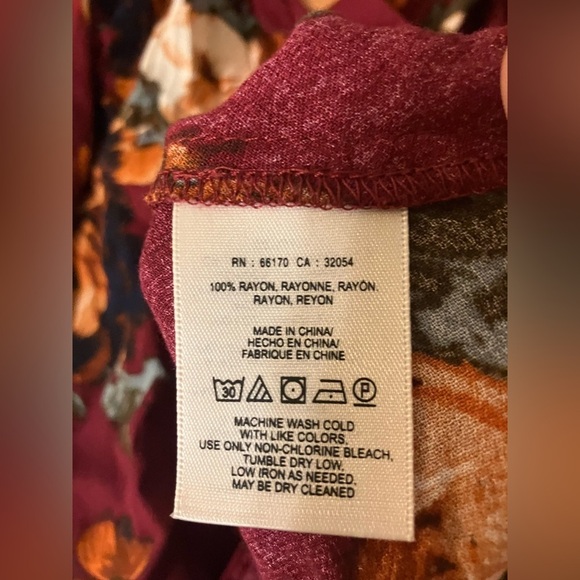 RN : 66170 CA : 32054
100% RAYON, RAYONNE, RAYÓN,
RAYON, REYON
MADE IN CHINA/
HECHO EN CHINA/
FABRIQUE EN CHINE
30 P
MACHINE WASH COLD
WITH LIKE COLORS,
USE ONLY NON-CHLORINE BLEACH,
TUMBLE DRY LOW,
LOW IRON AS NEEDED,
MAY BE DRY CLEANED